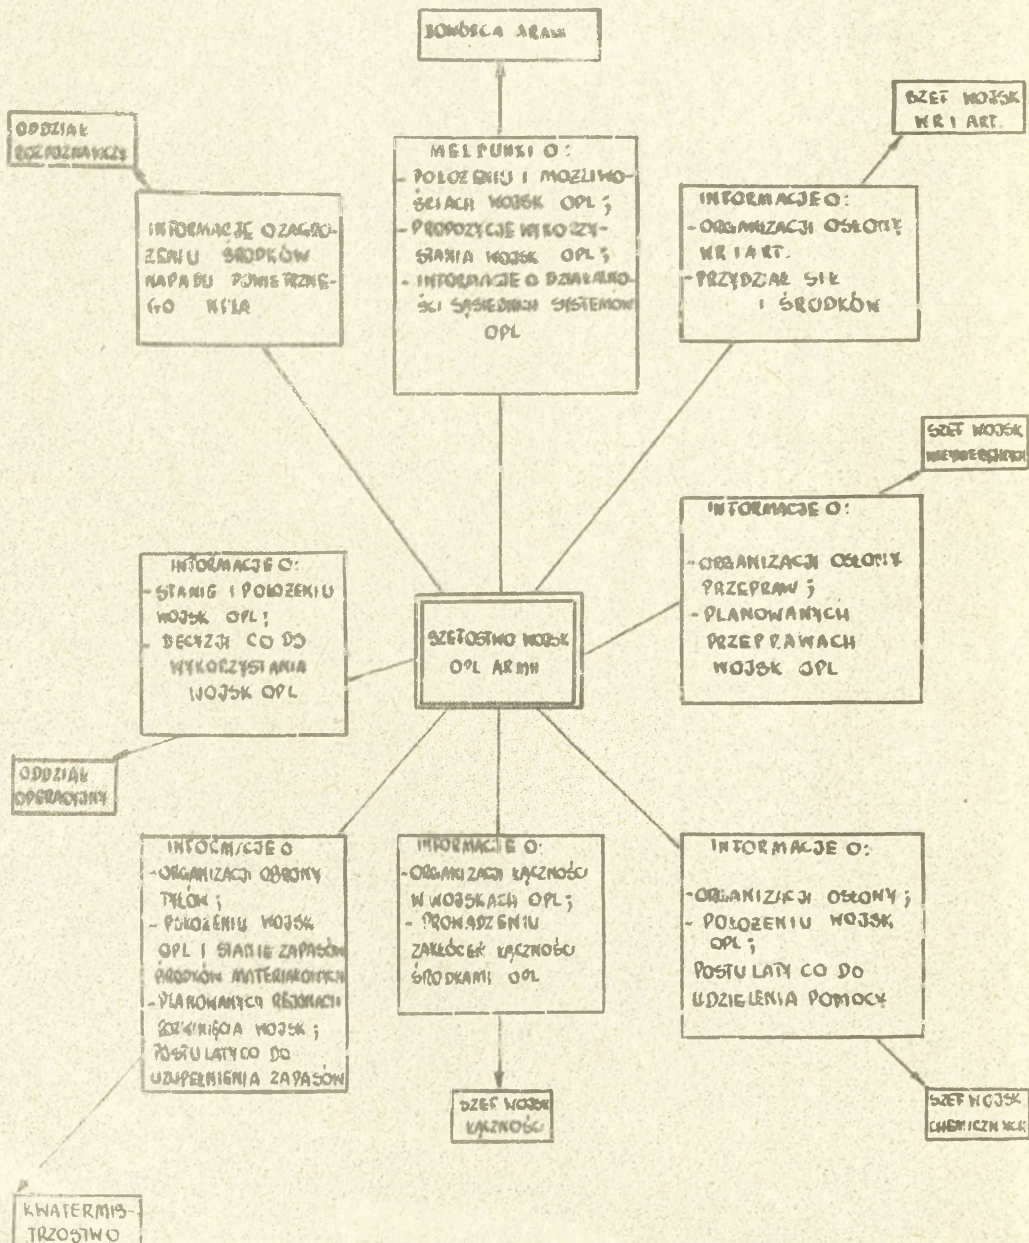 DOWÓDCA ARMII
SZEF WOJSK
WR I ART.
ODDZIAŁ
ROZPOZNAWCZY
MELDUNKI O:
- POŁOŻENIU I MOŻLIWO-
ŚCIACH WOJSK OPL;
- PROPOZYCJE WYKORZY-
STANIA WOJSK OPL;
- INFORMACJE O DZIAŁALNO-
ŚCI SĄSIEDNICH SYSTEMÓW
OPL
INFORMACJE O:
- ORGANIZACJI OSŁONY
WR I ART.
- PRZYDZIAŁ SIŁ
I ŚRODKÓW
INFORMACJĘ O ZAGRO-
ŻENIU ŚRODKÓW
NAPADU POWIETRZNE-
GO NPLA
SZEF WOJSK
INŻYNIERYJNYCH
INFORMACJE O:
- ORGANIZACJI OSŁONY
PRZEPRAW;
- PLANOWANYCH
PRZEPRAWACH
WOJSK OPL
INFORMACJE O:
- STANIE I POŁOŻENIU
WOJSK OPL;
- DECYZJI CO DO
WYKORZYSTANIA
WOJSK OPL
SZEFOSTWO WOJSK
OPL ARMII
ODDZIAŁ
OPERACYJNY
INFORMACJE O
- ORGANIZACJI OBRONY
TYŁÓW;
- POŁOŻENIU WOJSK
OPL I STANIE ZAPASÓW
ŚRODKÓW MATERIAŁOWYCH
- PLANOWANYCH REJONACH
ROZWINIĘCIA WOJSK;
POSTULATY CO DO
UZUPEŁNIENIA ZAPASÓW
INFORMACJE O:
- ORGANIZACJI ŁĄCZNOŚCI
W WOJSKACH OPL;
- PROWADZENIU
ZAKŁÓCEŃ ŁĄCZNOŚCI
ŚRODKAMI OPL
INFORMACJE O:
- ORGANIZACJI OSŁONY;
- POŁOŻENIU WOJSK
OPL;
POSTULATY CO DO
UDZIELENIA POMOCY
SZEF WOJSK
ŁĄCZNOŚCI
SZEF WOJSK
CHEMICZNYCH
KWATERMIS-
TRZOSTWO